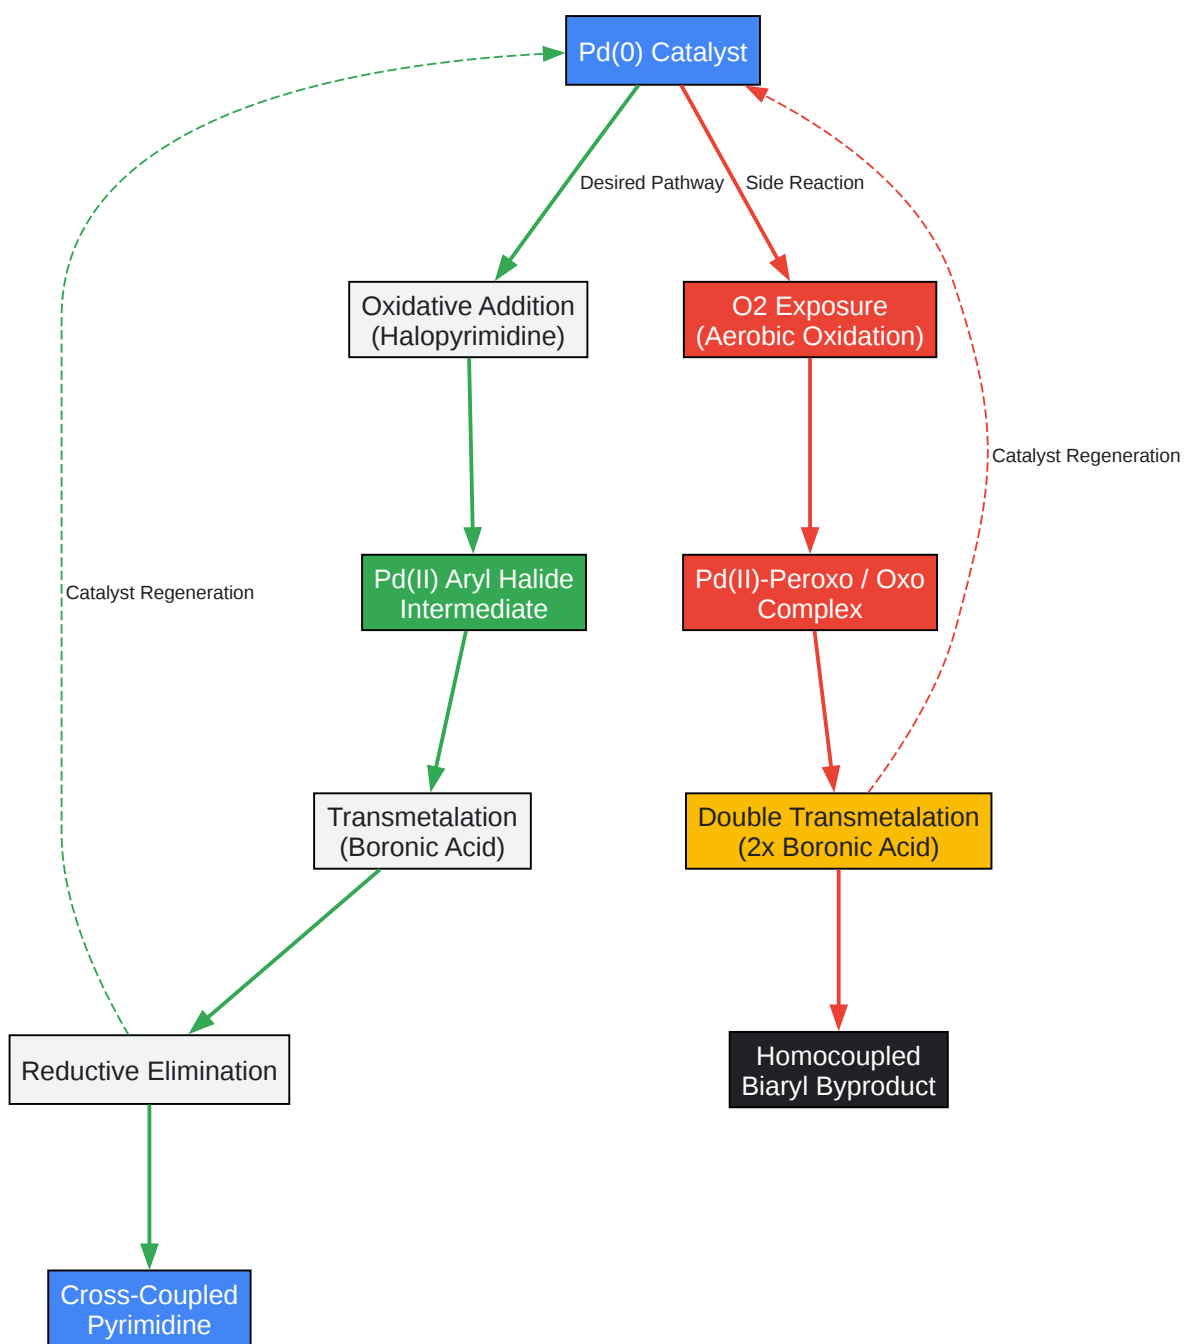 Pd(0) Catalyst
Desired Pathway
Side Reaction
Oxidative Addition
(Halopyrimidine)
O2 Exposure
(Aerobic Oxidation)
Catalyst Regeneration
Pd(II) Aryl Halide
Intermediate
Pd(II)-Peroxo / Oxo
Complex
Catalyst Regeneration
Transmetalation
(Boronic Acid)
Double Transmetalation
(2x Boronic Acid)
Reductive Elimination
Homocoupled
Biaryl Byproduct
Cross-Coupled
Pyrimidine